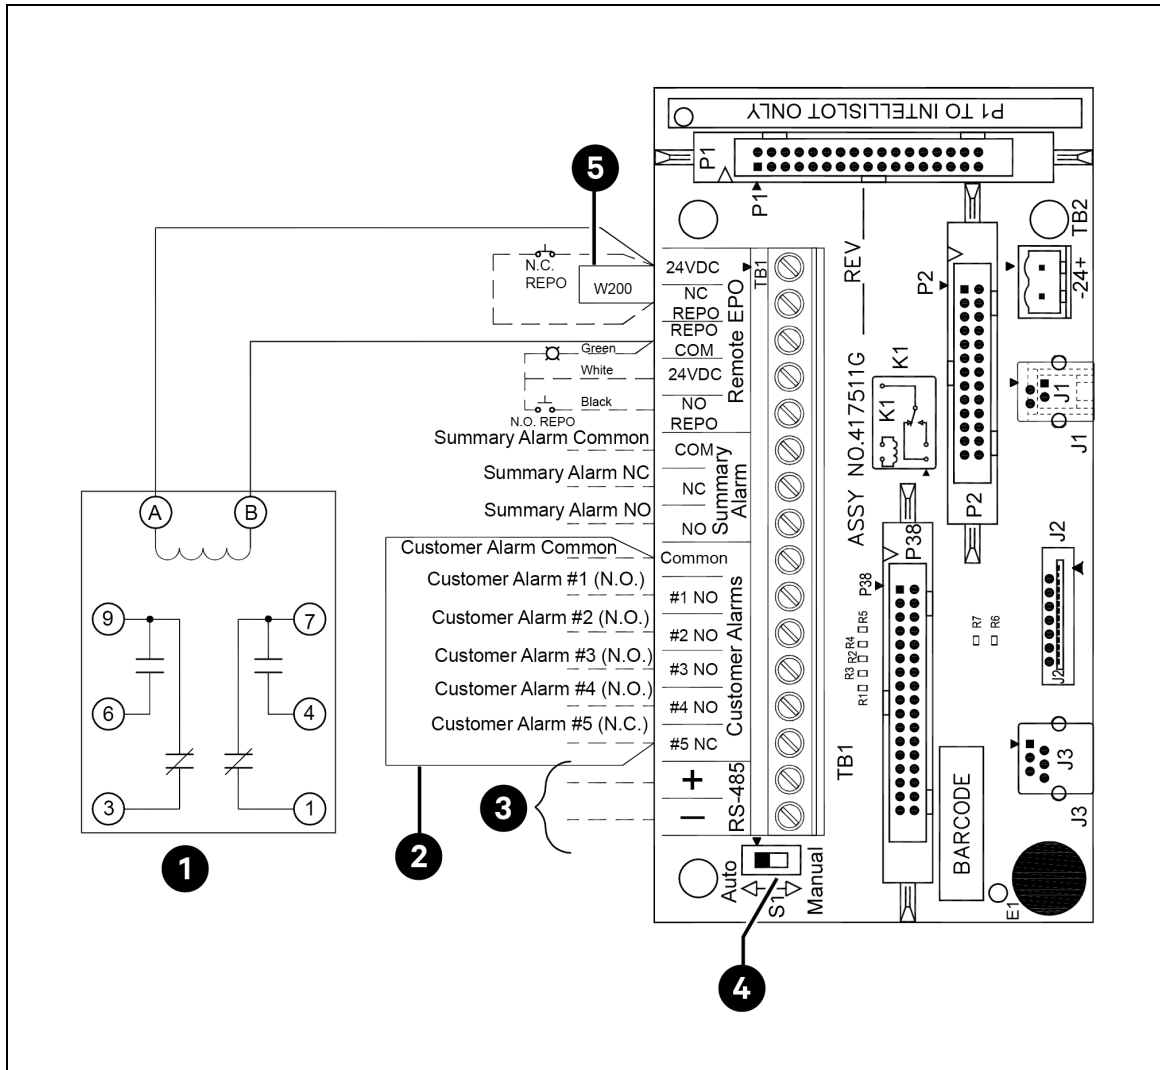 P1 TO INTELLISLOT ONLY
P1
P1
5
TB2
-24+
N.C.
REPO
W200
24VDC
NC
REPO
REPO
COM
24VDC
NO
REPO
Remote EPO
TB1
REV
P2
Green
White
Black
N.O. REPO
K1
K1
J1
J1
Summary Alarm Common
Summary Alarm NC
Summary Alarm NO
COM
NC
NO
Summary
Alarm
ASSY NO.417511G
P2
A
B
P38
J2
J2
Customer Alarm Common
Customer Alarm #1 (N.O.)
Customer Alarm #2 (N.O.)
Customer Alarm #3 (N.O.)
Customer Alarm #4 (N.O.)
Customer Alarm #5 (N.C.)
Common
#1 NO
#2 NO
#3 NO
#4 NO
#5 NC
Customer Alarms
P38
R5
R4
R2
R3
R1
R7
R6
9
7
6
4
3
1
+
–
RS-485
TB1
J3
J3
3
2
1
BARCODE
Auto
S1
Manual
E1
4